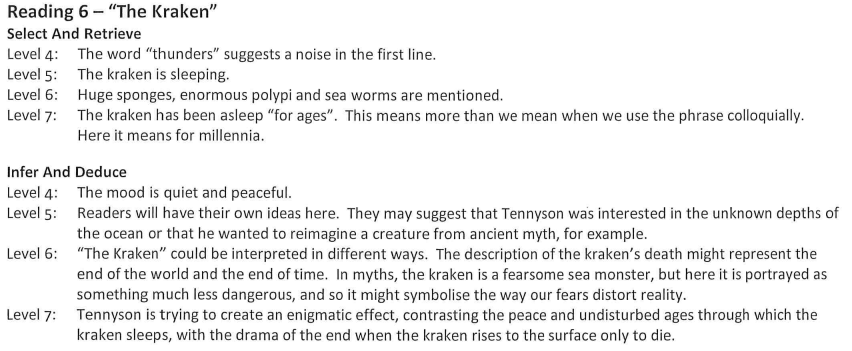 Reading 6 – “The Kraken”
Select And Retrieve
Level 4: The word “thunders” suggests a noise in the first line.
Level 5: The kraken is sleeping.
Level 6: Huge sponges, enormous polypi and sea worms are mentioned.
Level 7: The kraken has been asleep “for ages”. This means more than we mean when we use the phrase colloquially.
Here it means for millennia.
Infer And Deduce
Level 4: The mood is quiet and peaceful.
Level 5: Readers will have their own ideas here. They may suggest that Tennyson was interested in the unknown depths of
the ocean or that he wanted to reimagine a creature from ancient myth, for example.
Level 6: “The Kraken” could be interpreted in different ways. The description of the kraken’s death might represent the
end of the world and the end of time. In myths, the kraken is a fearsome sea monster, but here it is portrayed as
something much less dangerous, and so it might symbolise the way our fears distort reality.
Level 7: Tennyson is trying to create an enigmatic effect, contrasting the peace and undisturbed ages through which the
kraken sleeps, with the drama of the end when the kraken rises to the surface only to die.